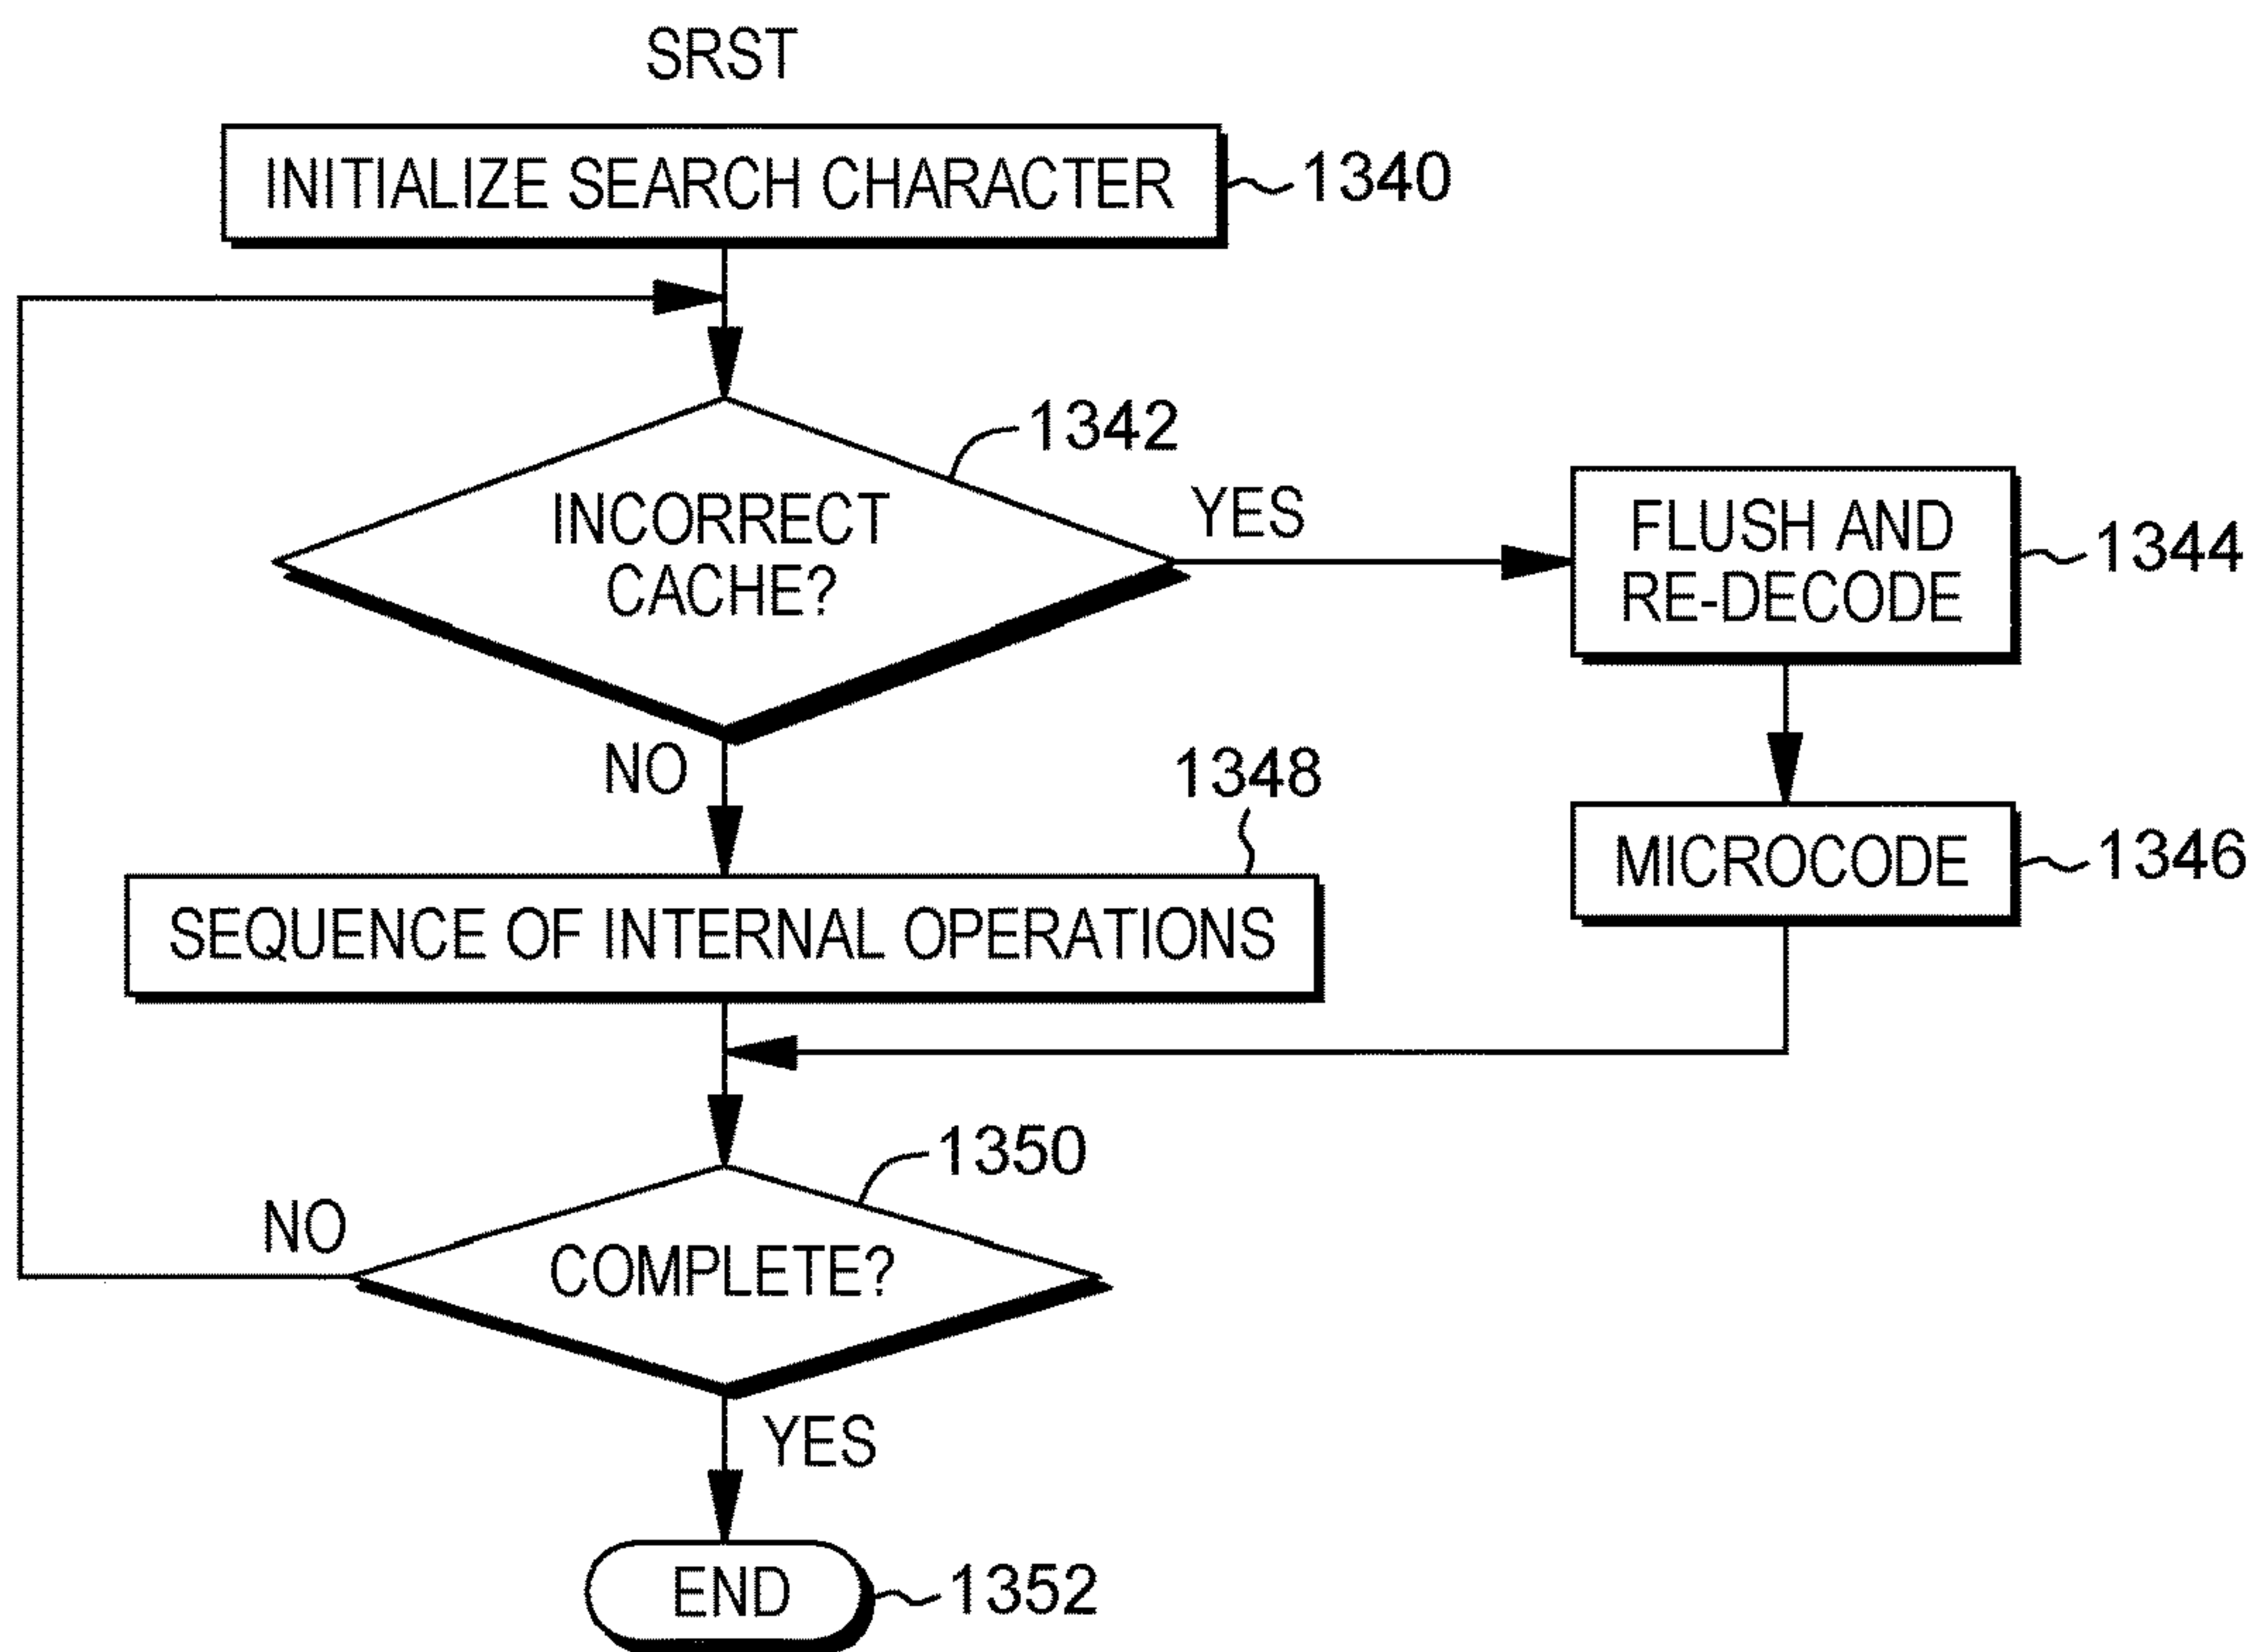 SRST
INITIALIZE SEARCH CHARACTER
1340
1342
INCORRECT
CACHE?
YES
FLUSH AND
RE-DECODE
1344
NO
1348
MICROCODE
1346
SEQUENCE OF INTERNAL OPERATIONS
1350
NO
COMPLETE?
YES
END
1352